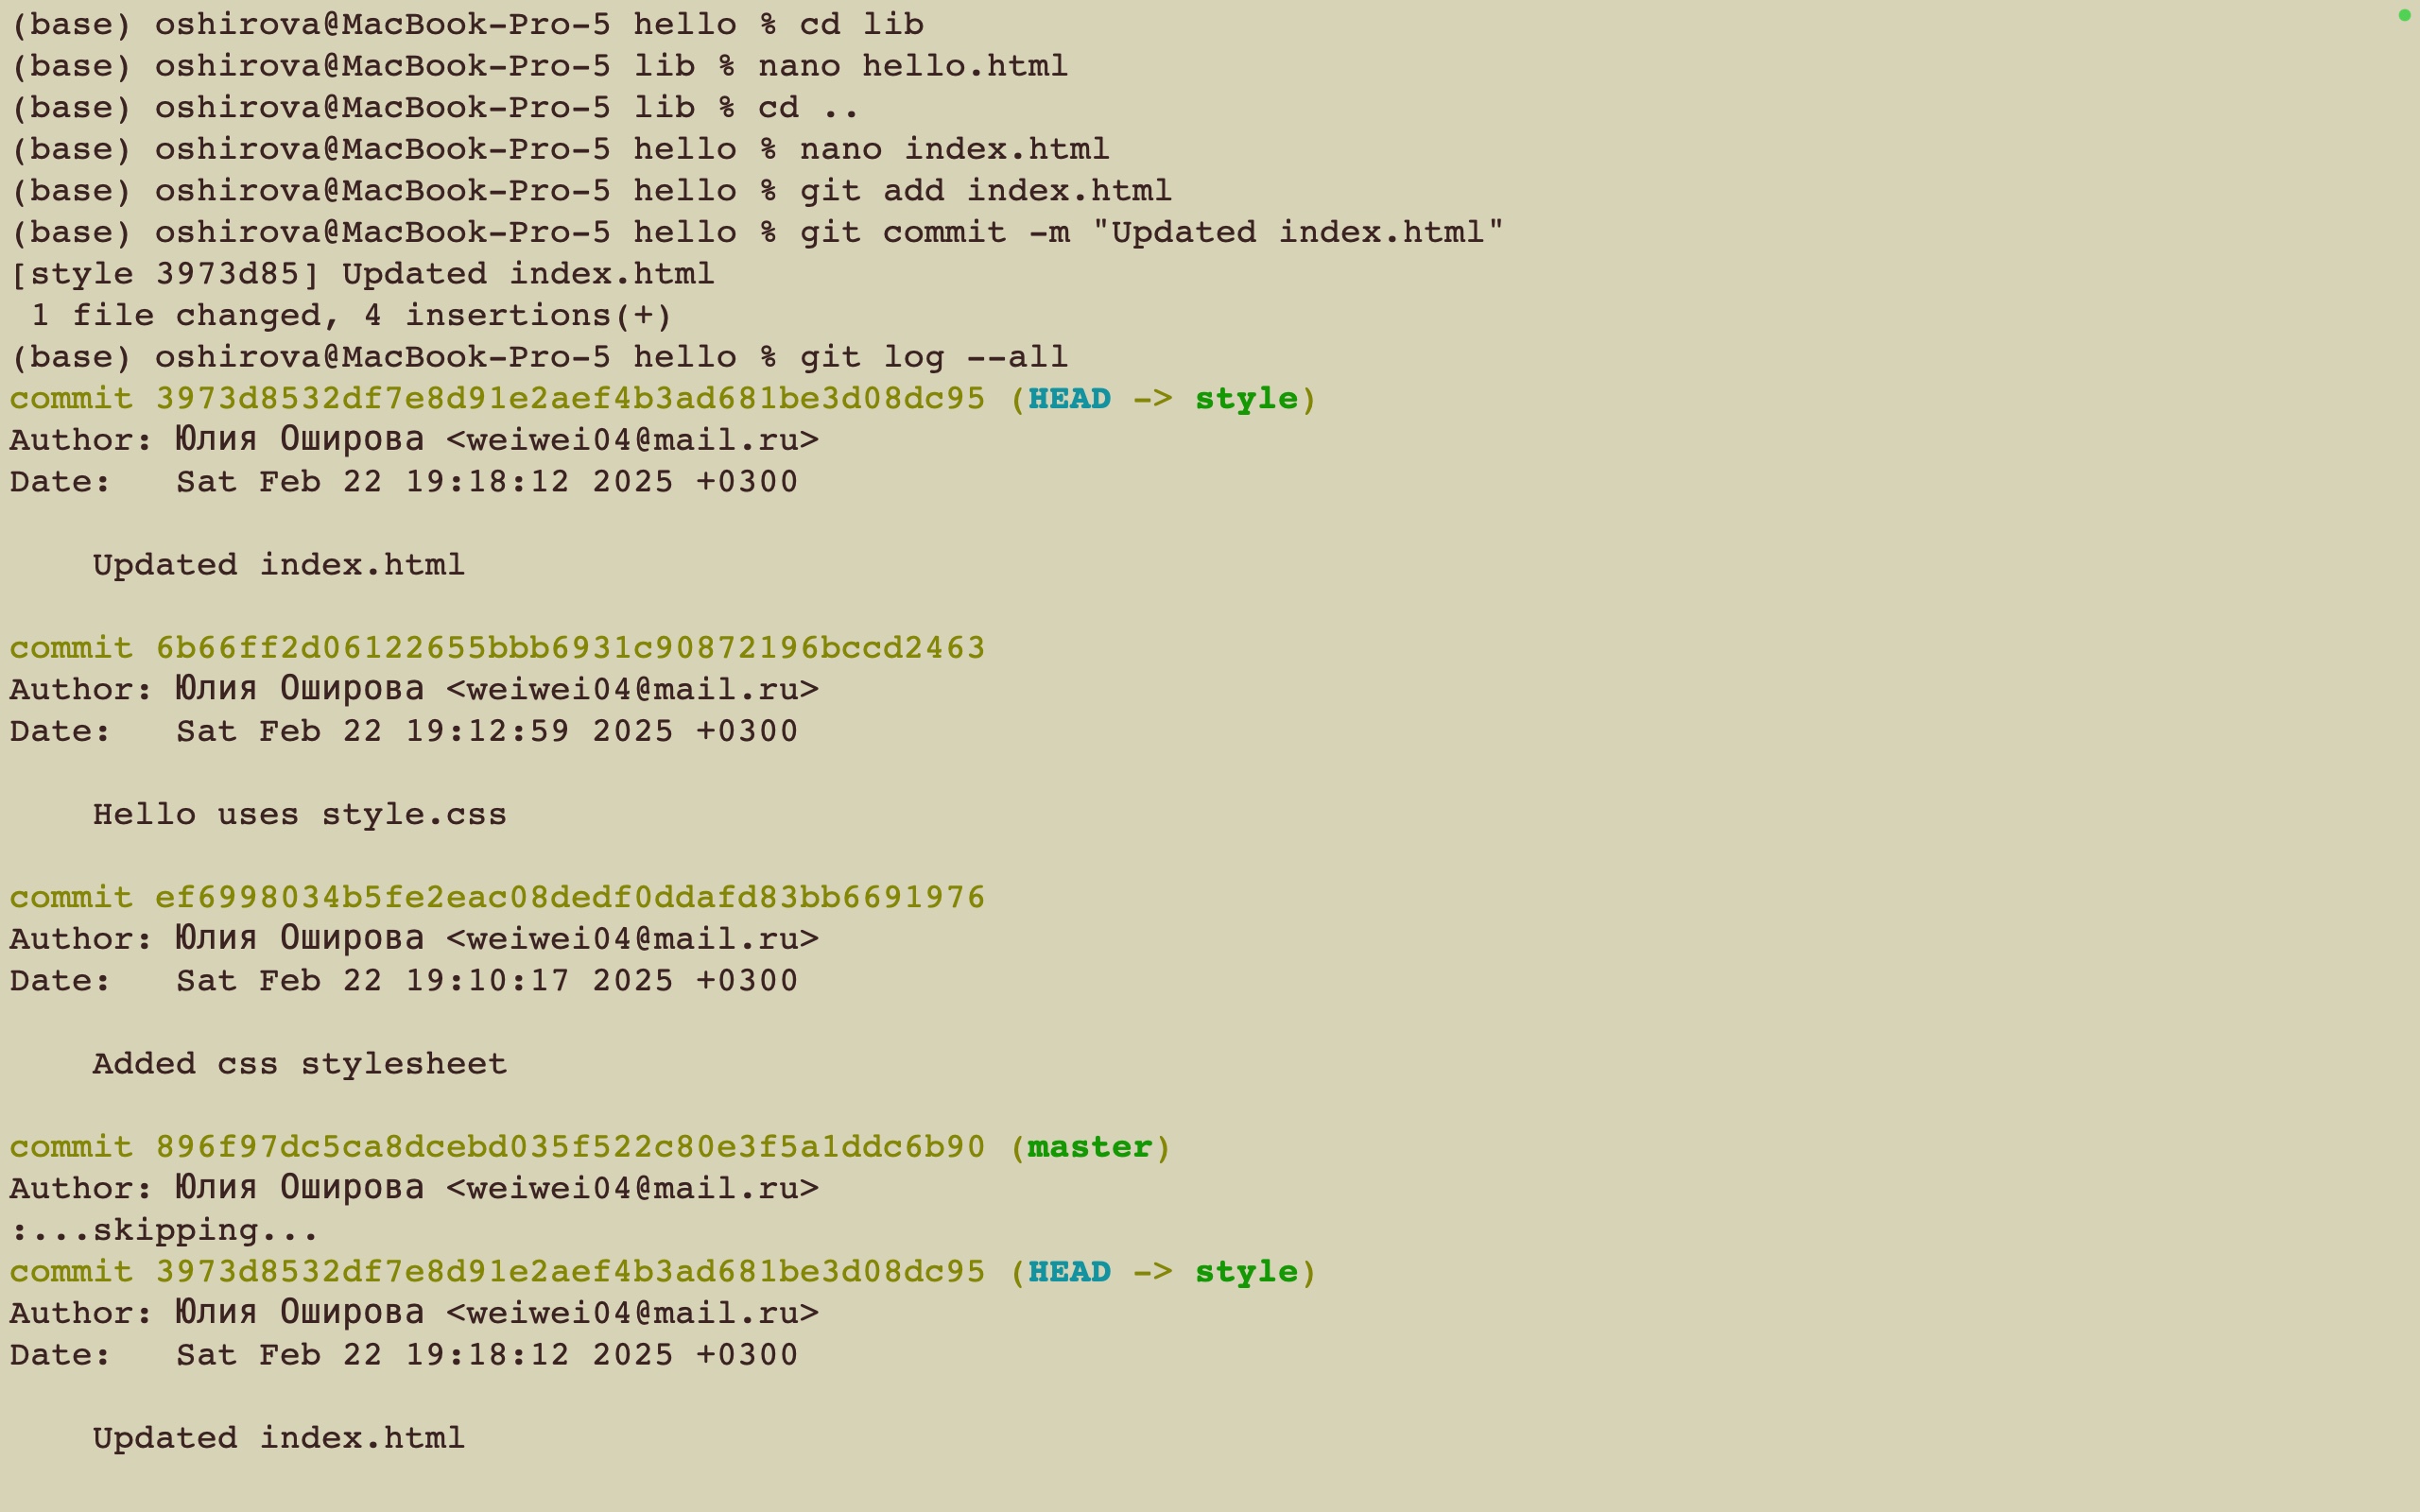 (base) oshirova@MacBook-Pro-5 hello % cd lib
(base) oshirova@MacBook-Pro-5 lib % nano hello.html
(base) oshirova@MacBook-Pro-5 lib % cd ..
(base) oshirova@MacBook-Pro-5 hello % nano index.html
(base) oshirova@MacBook-Pro-5 hello % git add index.html
(base) oshirova@MacBook-Pro-5 hello % git commit -m "Updated index.html"
[style 3973d85] Updated index.html
 1 file changed, 4 insertions(+)
(base) oshirova@MacBook-Pro-5 hello % git log --all
commit 3973d8532df7e8d91e2aef4b3ad681be3d08dc95 (HEAD -> style)
Author: Юлия Оширова <weiwei04@mail.ru>
Date:   Sat Feb 22 19:18:12 2025 +0300

    Updated index.html

commit 6b66ff2d06122655bbb6931c90872196bccd2463
Author: Юлия Оширова <weiwei04@mail.ru>
Date:   Sat Feb 22 19:12:59 2025 +0300

    Hello uses style.css

commit ef6998034b5fe2eac08dedf0ddafd83bb6691976
Author: Юлия Оширова <weiwei04@mail.ru>
Date:   Sat Feb 22 19:10:17 2025 +0300

    Added css stylesheet

commit 896f97dc5ca8dcebd035f522c80e3f5a1ddc6b90 (master)
Author: Юлия Оширова <weiwei04@mail.ru>
:...skipping...
commit 3973d8532df7e8d91e2aef4b3ad681be3d08dc95 (HEAD -> style)
Author: Юлия Оширова <weiwei04@mail.ru>
Date:   Sat Feb 22 19:18:12 2025 +0300

    Updated index.html